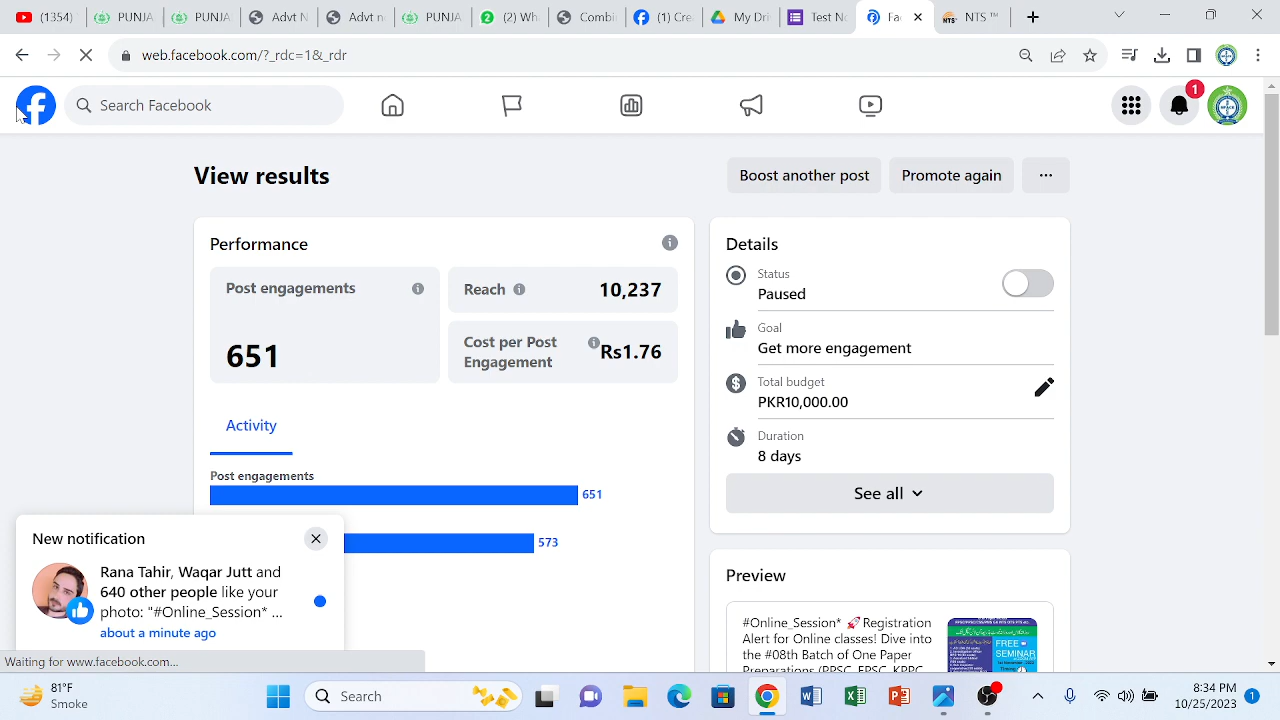 (1354)
PUNJA
PUNJA
Advt N
Advt no
PUNJA
(2) Wh
Combi
(1) Cre
My Dri
Test No
Fac
NTS™
web.facebook.com/?_rdc=1&_rdr
Search Facebook
1
View results
Boost another post
Promote again
...
Performance
Details
Post engagements
651
Reach
10,237
Cost per Post
Engagement
Rs1.76
Status
Paused
Goal
Get more engagement
Total budget
PKR10,000.00
Duration
8 days
See all
Activity
Post engagements
651
573
New notification
Rana Tahir, Waqar Jutt and
640 other people like your
photo: "#Online_Session* ...
about a minute ago
Preview
#Online_Session* 🚀Registration
Alert for Online classes! Dive into
the #08th Batch of One Paper
Preparations (PPSC, FPSC, KPPC,
FREE
SEMINAR
Waiting for www.facebook.com...
81°F
Smoke
Search
8:34 PM
10/25/2023
1